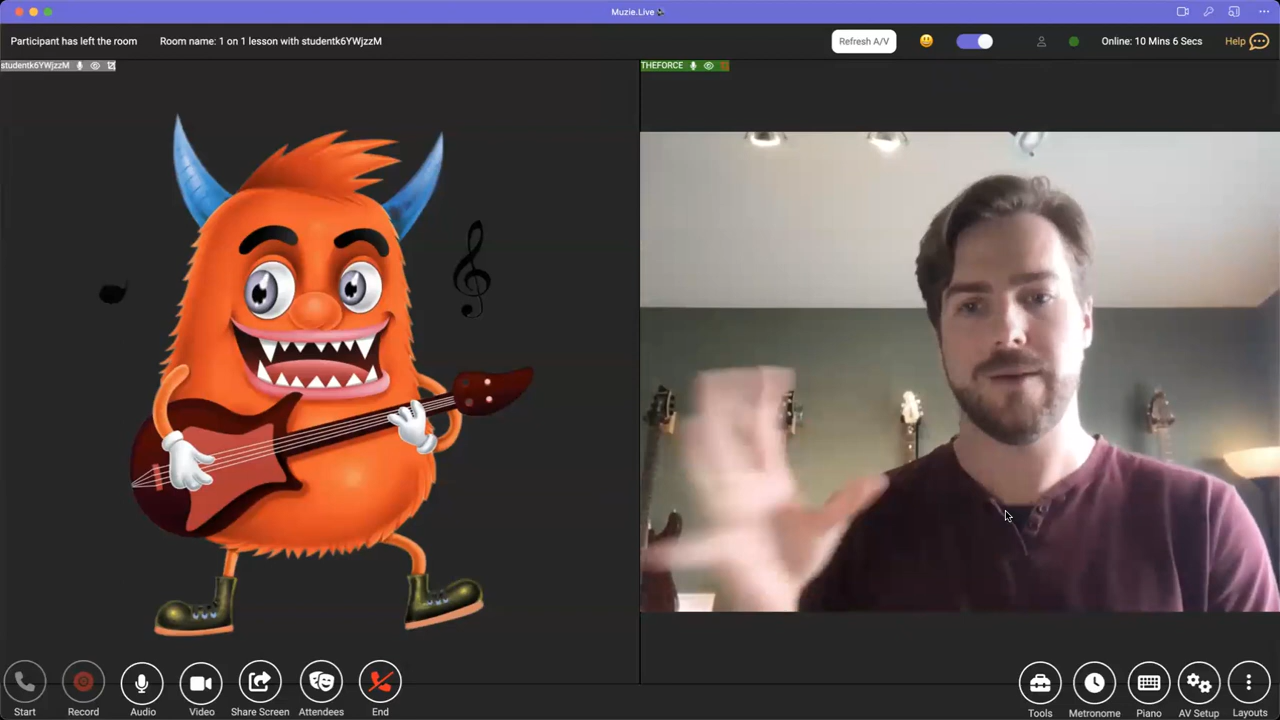 Muzie.Live
Participant has left the room
Room name: 1 on 1 lesson with studentk6YWjzzM
Refresh A/V
Online: 10 Mins 6 Secs
Help
studentk6YWjzzM
THEFORCE
Start
Record
Audio
Video
Share Screen
Attendees
End
Tools
Metronome
Piano
AV Setup
Layouts